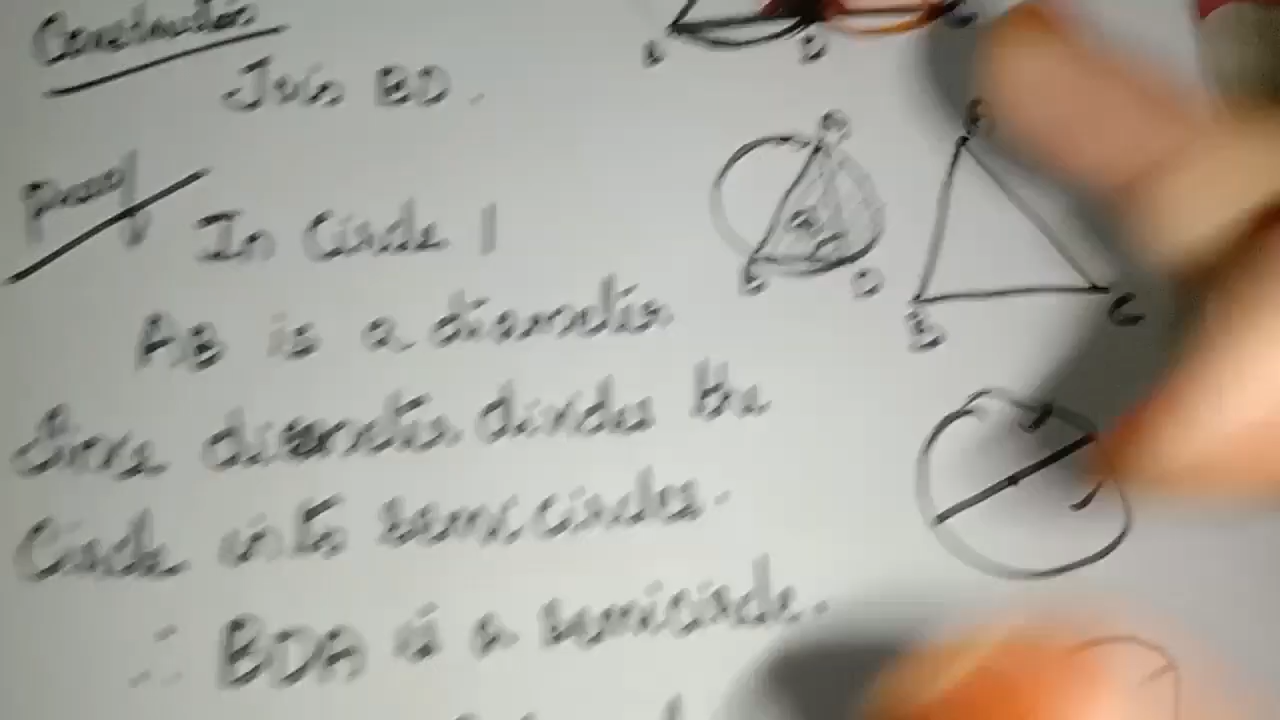 Construction
Join BD.
Proof
In Circle 1
AB is a diameter
Since diameter divides the
Circle into semicircles.
∴ BDA is a semicircle.
B D
D
B C